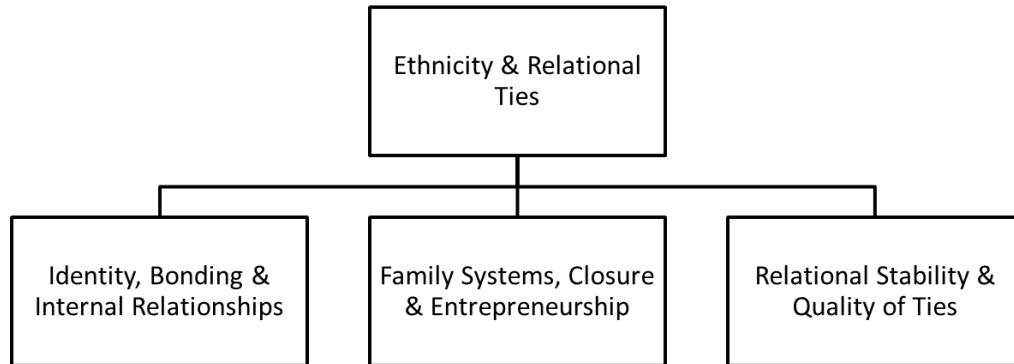 Ethnicity & Relational
Ties
Identity, Bonding &
Internal Relationships
Family Systems, Closure
& Entrepreneurship
Relational Stability &
Quality of Ties